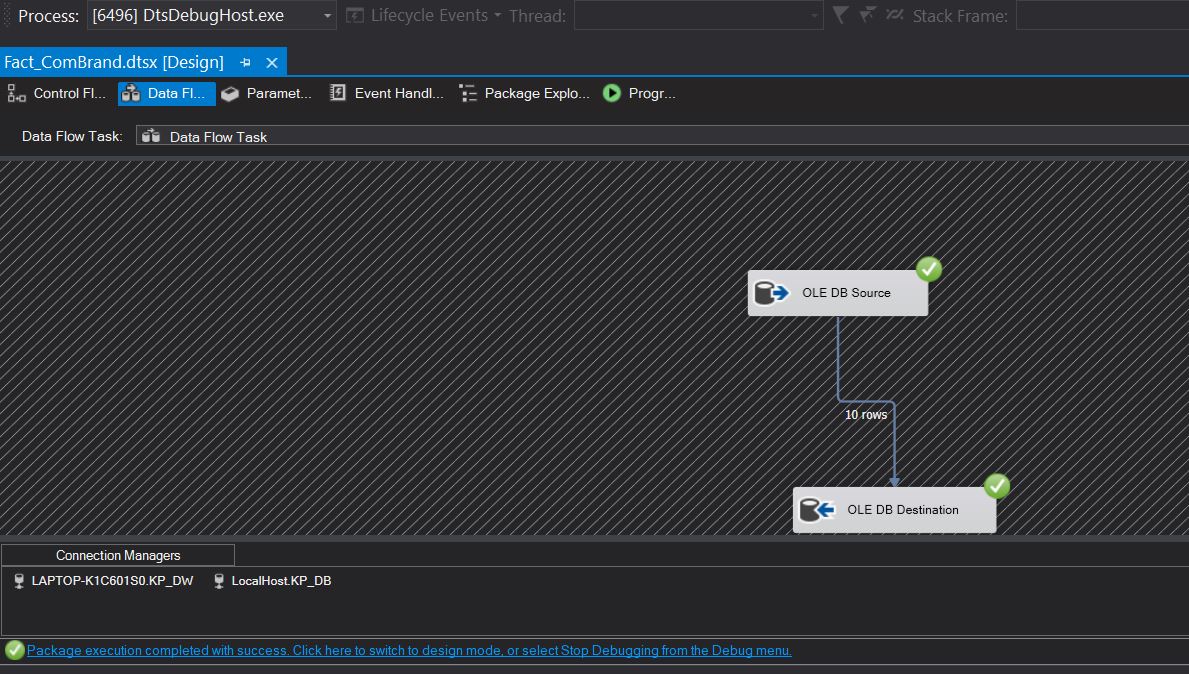 Process: [6496] DtsDebugHost.exe Lifecycle Events Thread: Stack Frame:
Fact_ComBrand.dtsx [Design]
Control Fl... Data Fl... Paramet... Event Handl... Package Explo... Progr...
Data Flow Task: Data Flow Task
OLE DB Source
10 rows
OLE DB Destination
Connection Managers
LAPTOP-K1C601S0.KP_DW LocalHost.KP_DB
Package execution completed with success. Click here to switch to design mode, or select Stop Debugging from the Debug menu.